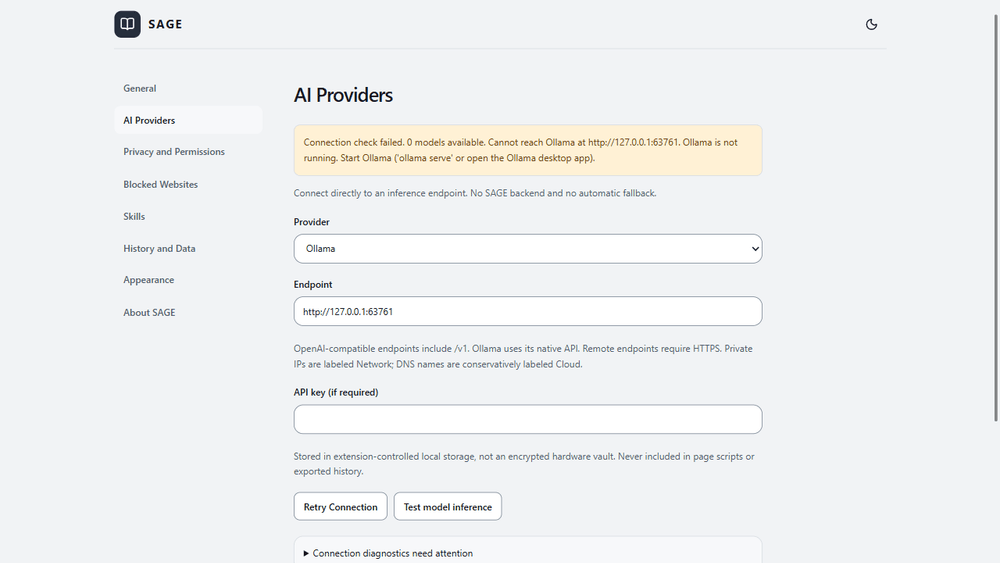 SAGE
General
AI Providers
Privacy and Permissions
Blocked Websites
Skills
History and Data
Appearance
About SAGE
AI Providers
Connection check failed. 0 models available. Cannot reach Ollama at http://127.0.0.1:63761. Ollama is not
running. Start Ollama ('ollama serve' or open the Ollama desktop app).
Connect directly to an inference endpoint. No SAGE backend and no automatic fallback.
Provider
Ollama
Endpoint
http://127.0.0.1:63761
OpenAI-compatible endpoints include /v1. Ollama uses its native API. Remote endpoints require HTTPS. Private
IPs are labeled Network; DNS names are conservatively labeled Cloud.
API key (if required)
Stored in extension-controlled local storage, not an encrypted hardware vault. Never included in page scripts or
exported history.
Retry Connection
Test model inference
Connection diagnostics need attention